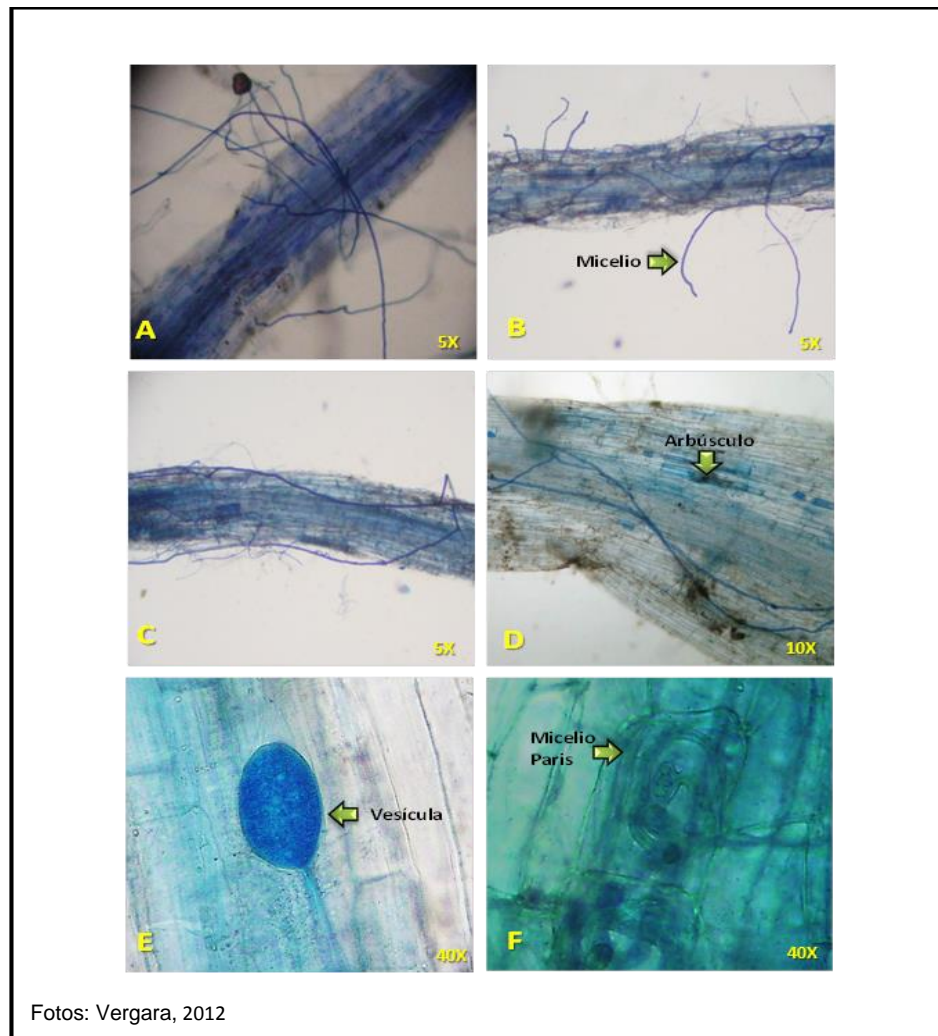 A
5X
B
Micelio
5X
C
5X
D
Arbúsculo
10X
E
Vesícula
40X
F
Micelio
Paris
40X
Fotos: Vergara, 2012